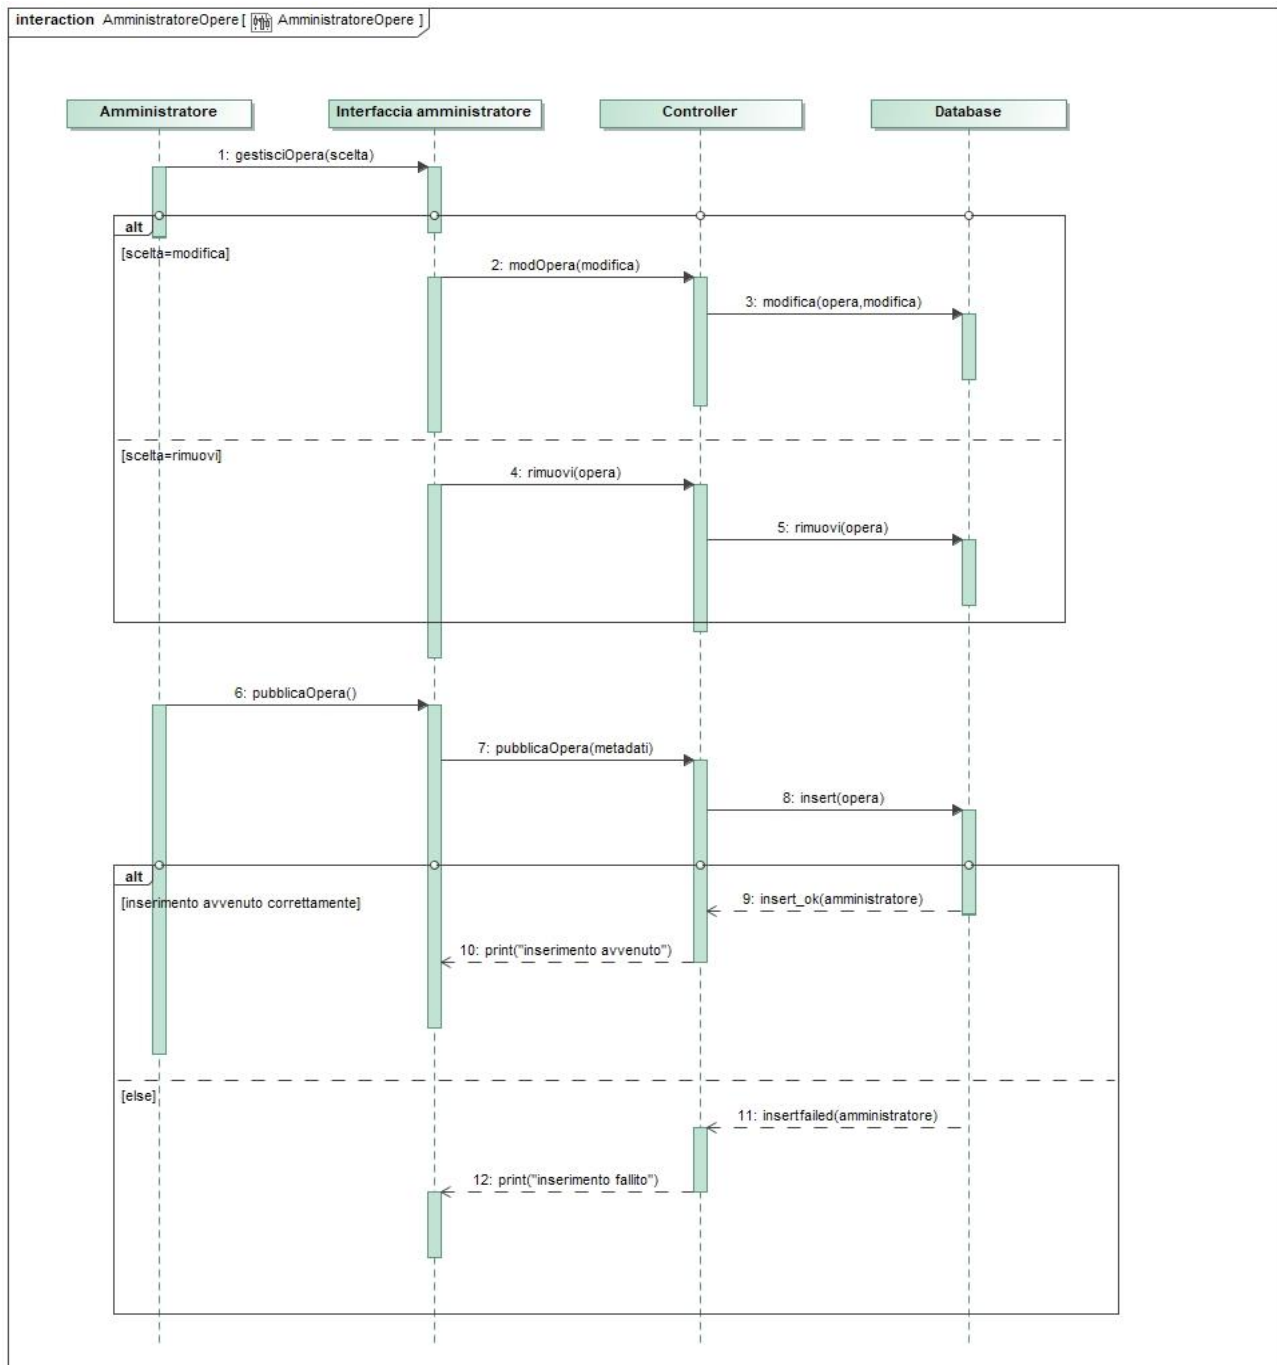 interaction AmministratoreOpere [ AmministratoreOpere ]
Amministratore Interfaccia amministratore Controller Database
1: gestisciOpera(scelta)
alt
[scelta=modifica]
2: modOpera(modifica)
3: modifica(opera,modifica)
[scelta=rimuovi]
4: rimuovi(opera)
5: rimuovi(opera)
6: pubblicaOpera()
7: pubblicaOpera(metadati)
8: insert(opera)
alt
[inserimento avvenuto correttamente]
9: insert_ok(amministratore)
10: print("inserimento avvenuto")
[else]
11: insertfailed(amministratore)
12: print("inserimento fallito")